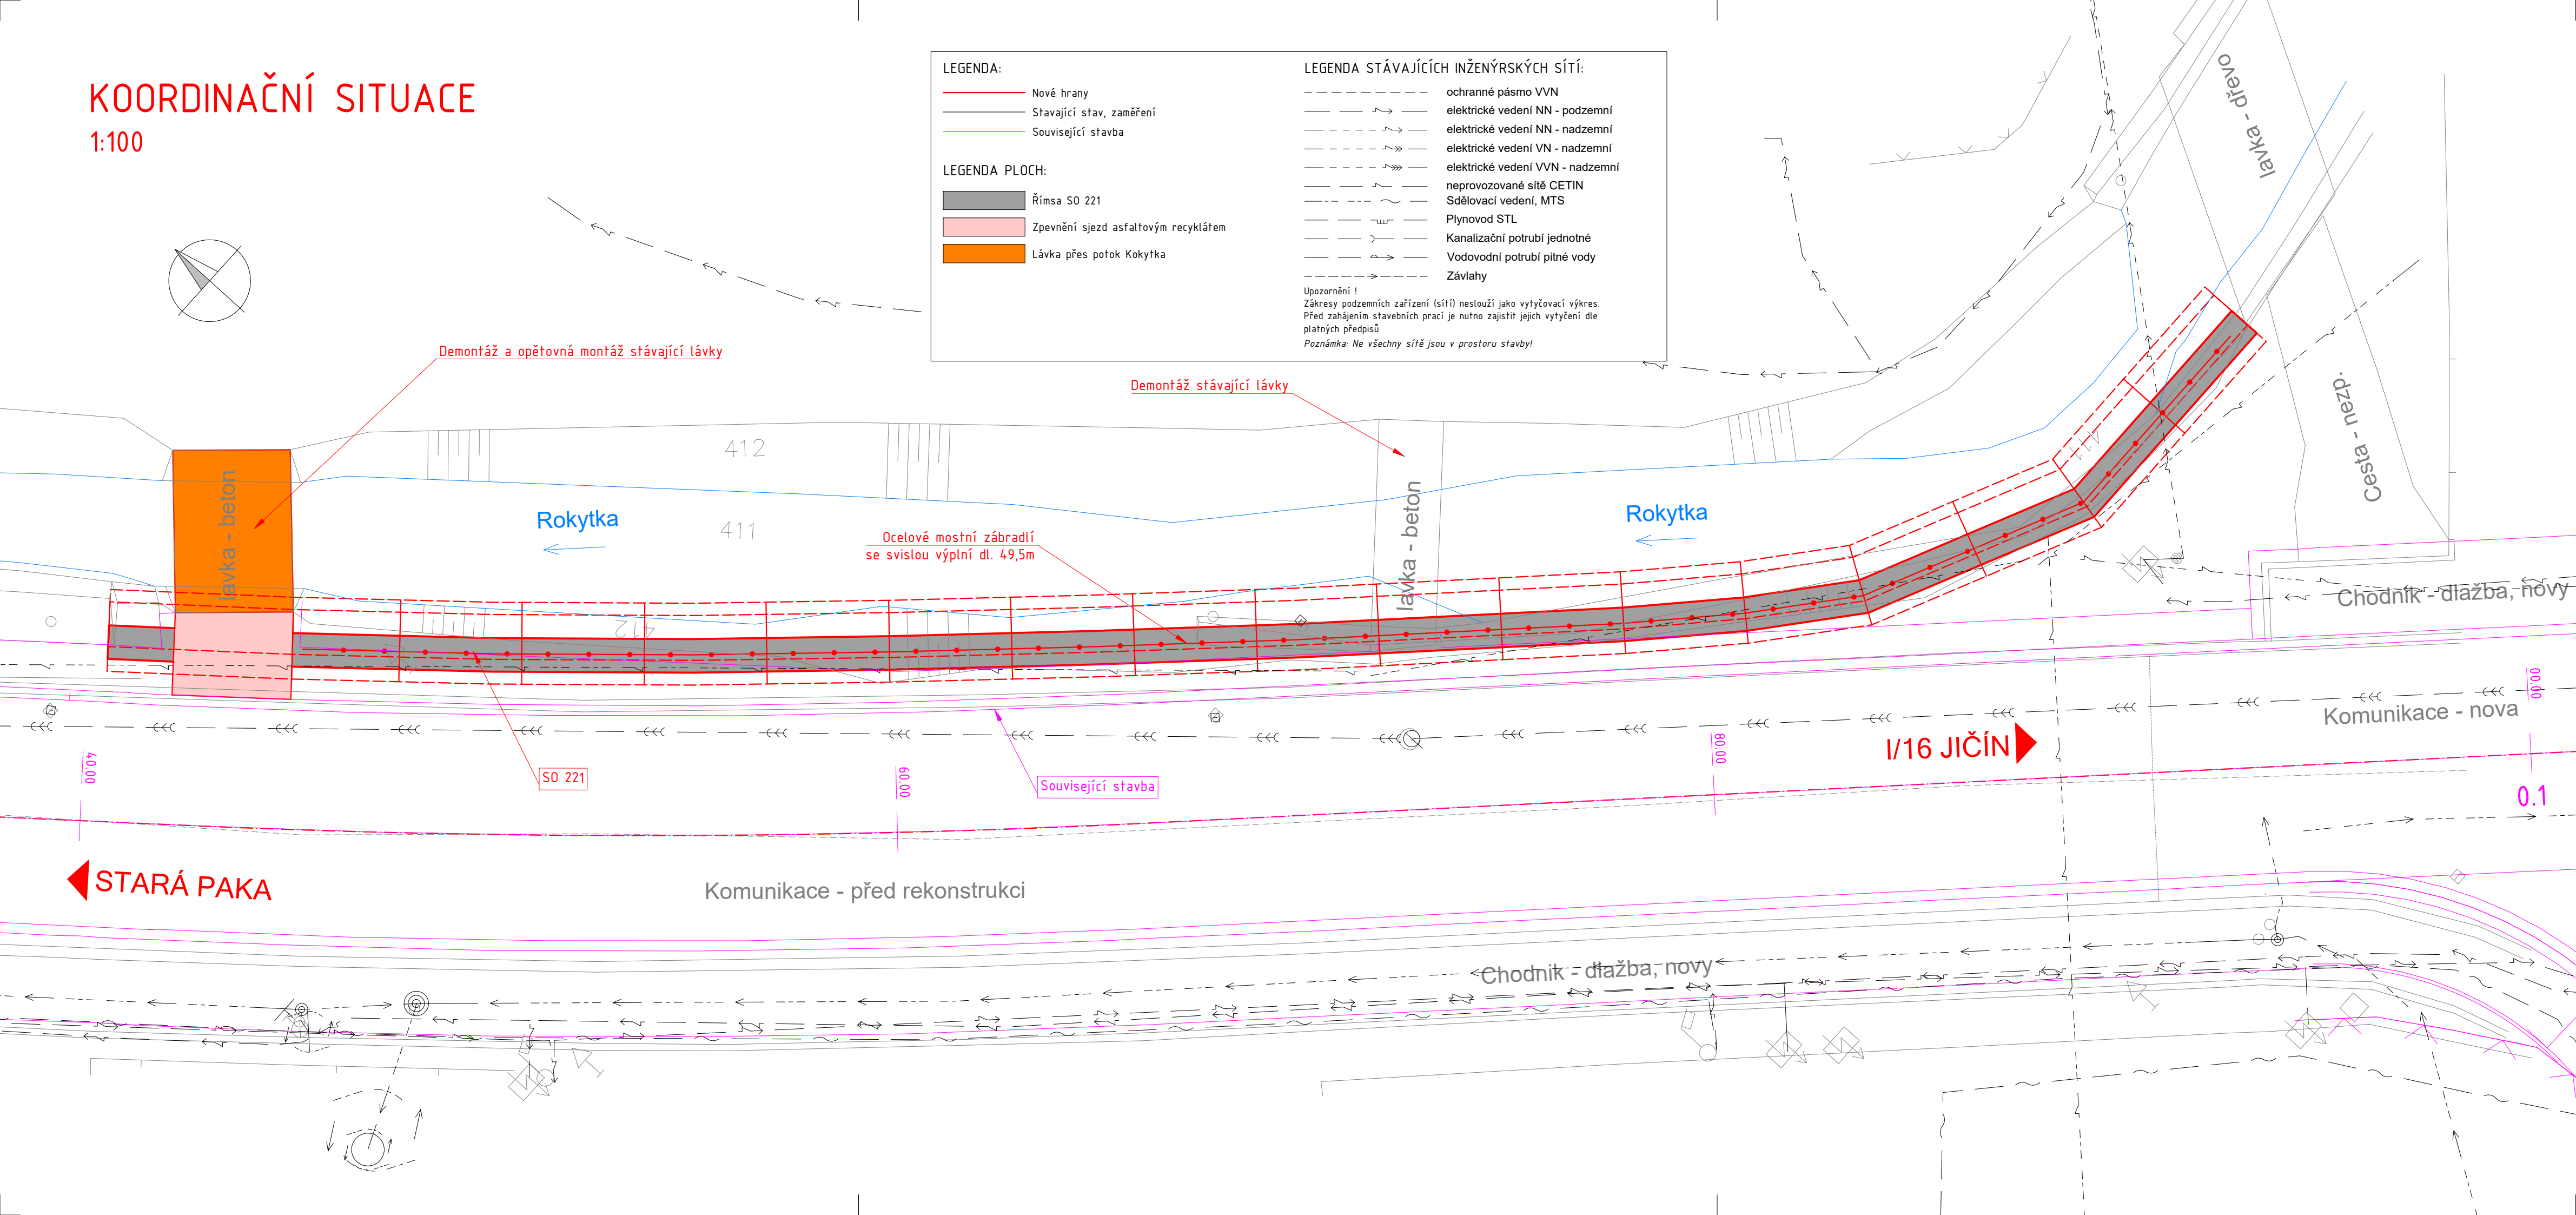 KOORDINAČNÍ SITUACE
1:100
LEGENDA:
Nové hrany
Stavající stav, zaměření
Související stavba
LEGENDA PLOCH:
Římsa SO 221
Zpevnění sjezd asfaltovým recyklátem
Lávka přes potok Kokytka
LEGENDA STÁVAJÍCÍCH INŽENÝRSKÝCH SÍTÍ:
ochranné pásmo VVN
elektrické vedení NN - podzemní
elektrické vedení NN - nadzemní
elektrické vedení VN - nadzemní
elektrické vedení VVN - nadzemní
neprovozované sítě CETIN
Sdělovací vedení, MTS
Plynovod STL
Kanalizační potrubí jednotné
Vodovodní potrubí pitné vody
Závlahy
Upozornění !
Zákresy podzemních zařízení (sítí) neslouží jako vytyčovací výkres.
Před zahájením stavebních prací je nutno zajistit jejich vytyčení dle
platných předpisů
Poznámka: Ne všechny sítě jsou v prostoru stavby!
lavka - dřevo
Demontáž a opětovná montáž stávající lávky
Demontáž stávající lávky
Cesta - nezp.
412
411
412
lavka - beton
Rokytka
Ocelové mostní zábradlí
se svislou výplní dl. 49,5m
lavka - beton
Rokytka
Chodnik - dlažba, novy
Komunikace - nova
00.00
I/16 JIČÍN
40.00
SO 221
60.00
Související stavba
80.00
0.1
STARÁ PAKA
Komunikace - před rekonstrukci
Chodnik - dlažba, novy